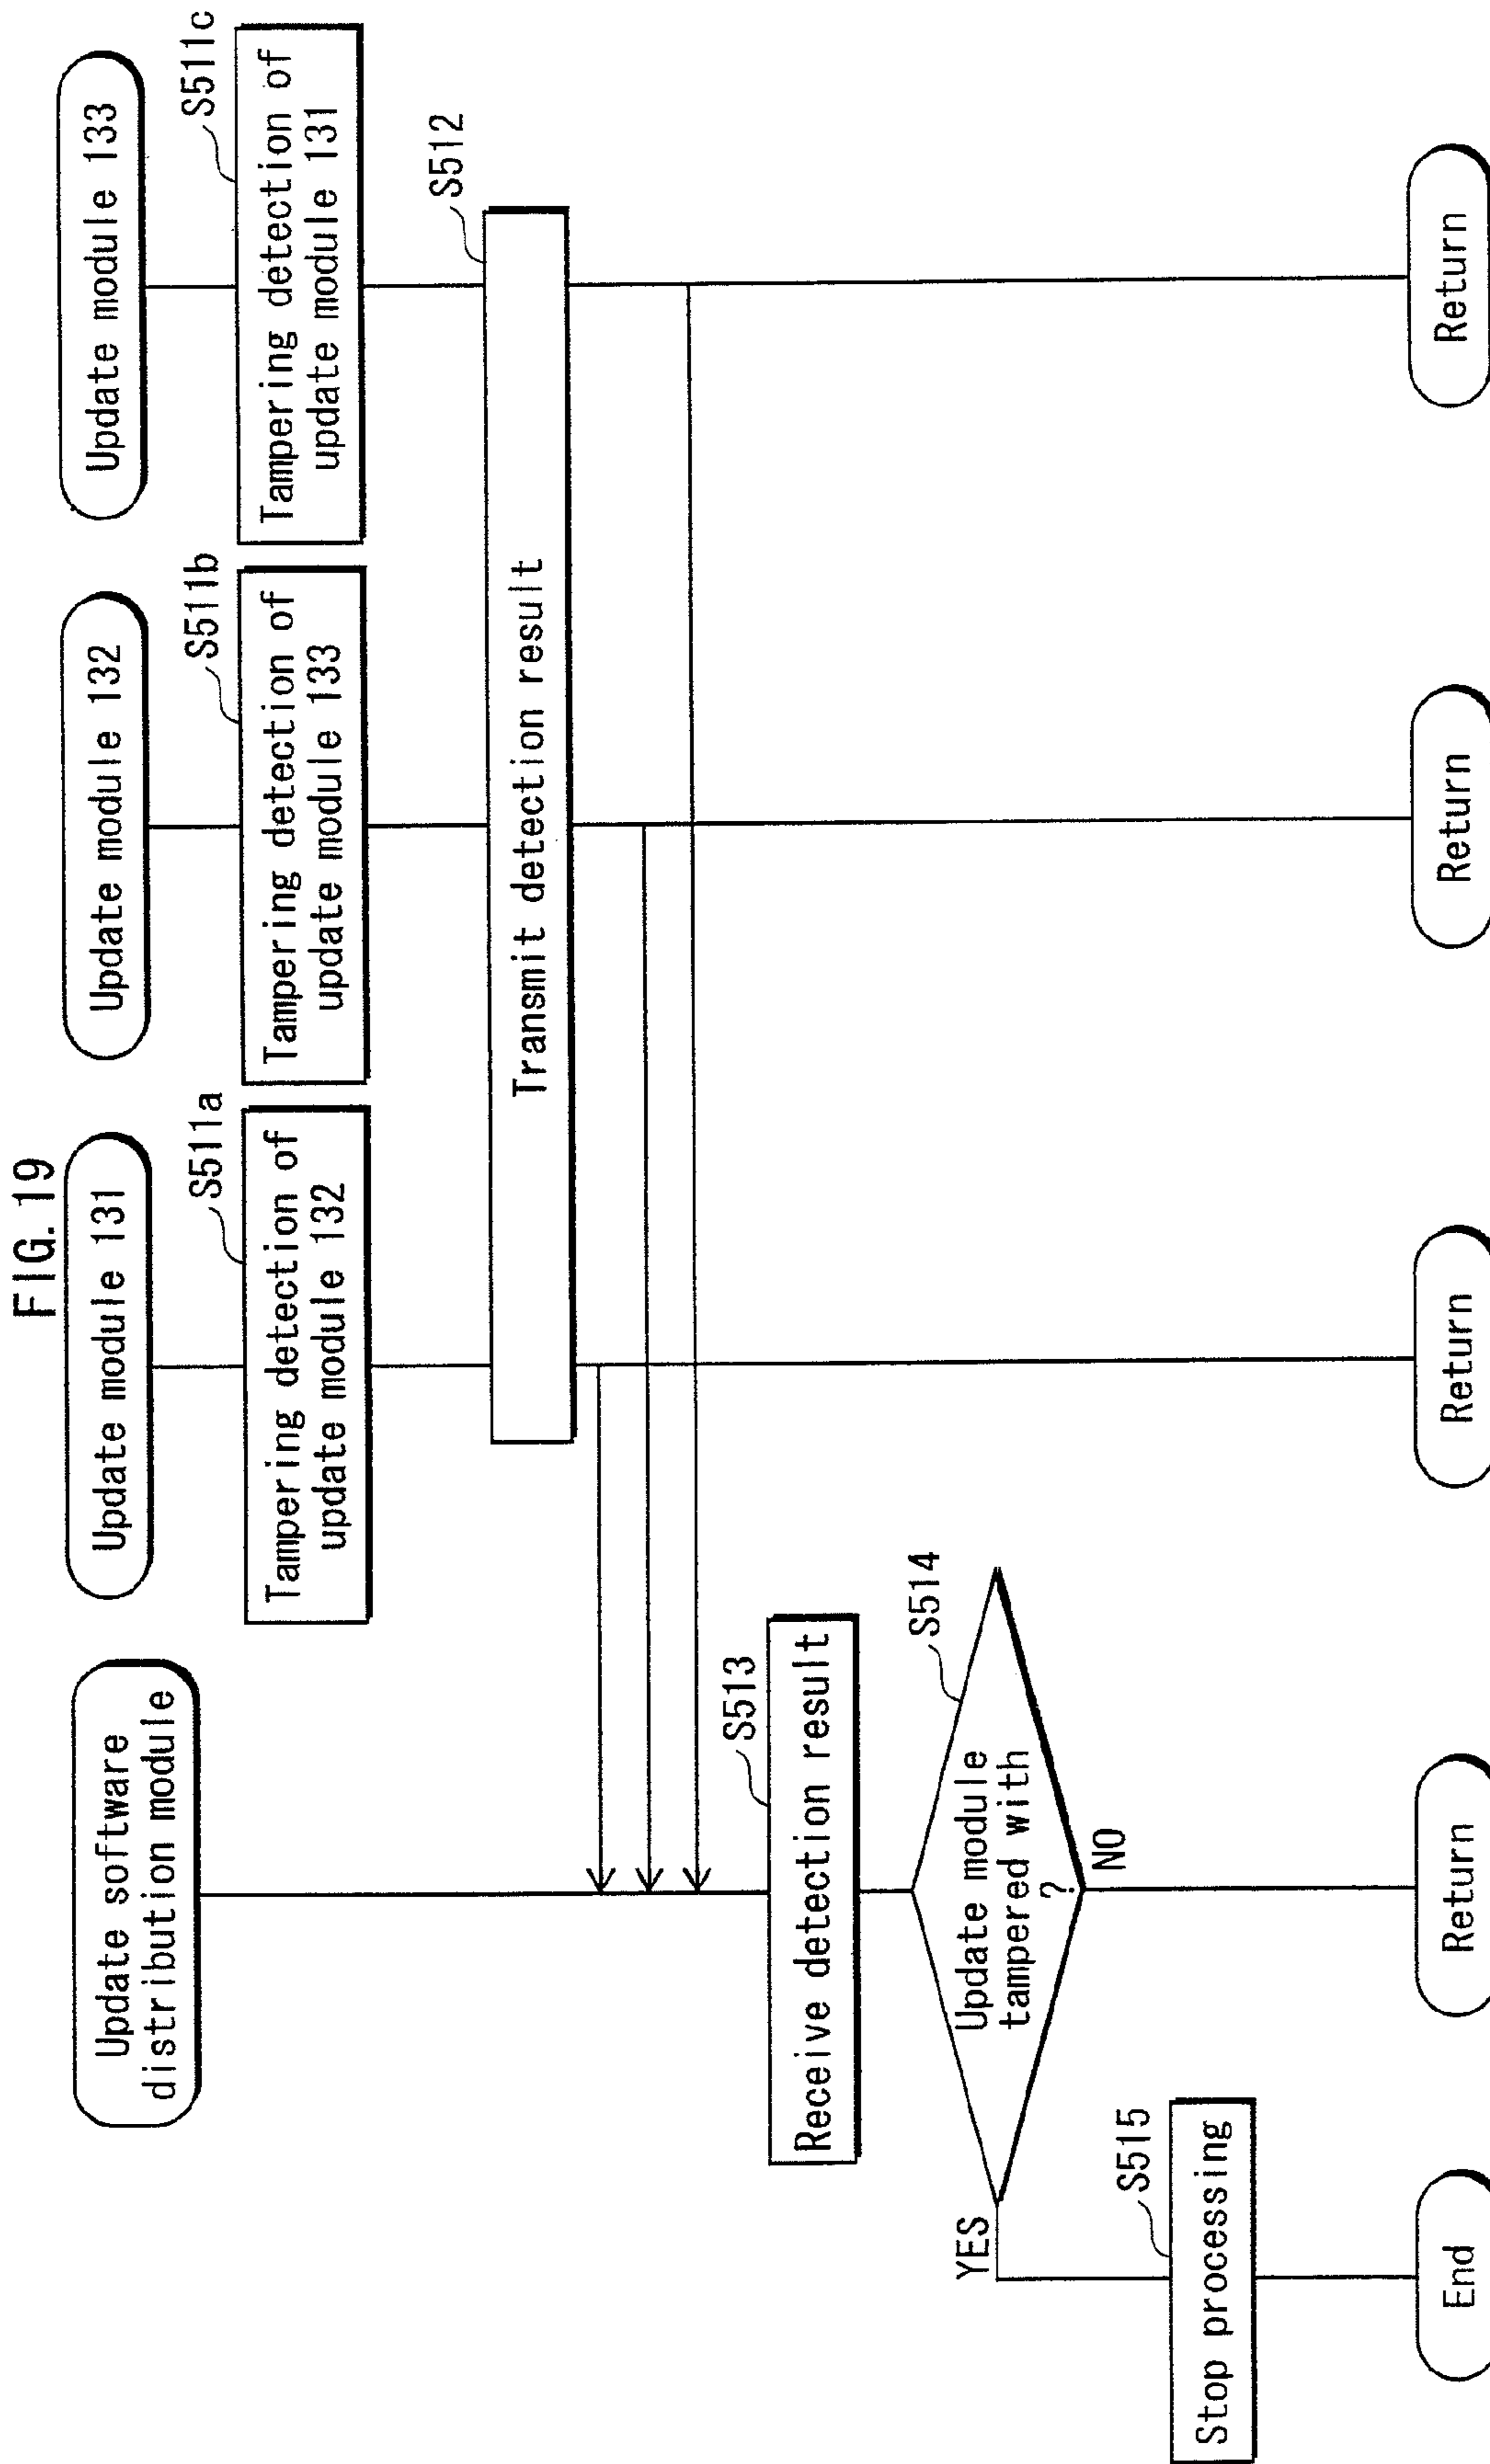 FIG. 19
Update software
distribution module
Update module 131
Update module 132
Update module 133
S511a
Tampering detection of
update module 132
S511b
Tampering detection of
update module 133
S511c
Tampering detection of
update module 131
S512
Transmit detection result
S513
Receive detection result
S514
Update module
tampered with
?
YES
NO
S515
Stop processing
End
Return
Return
Return
Return